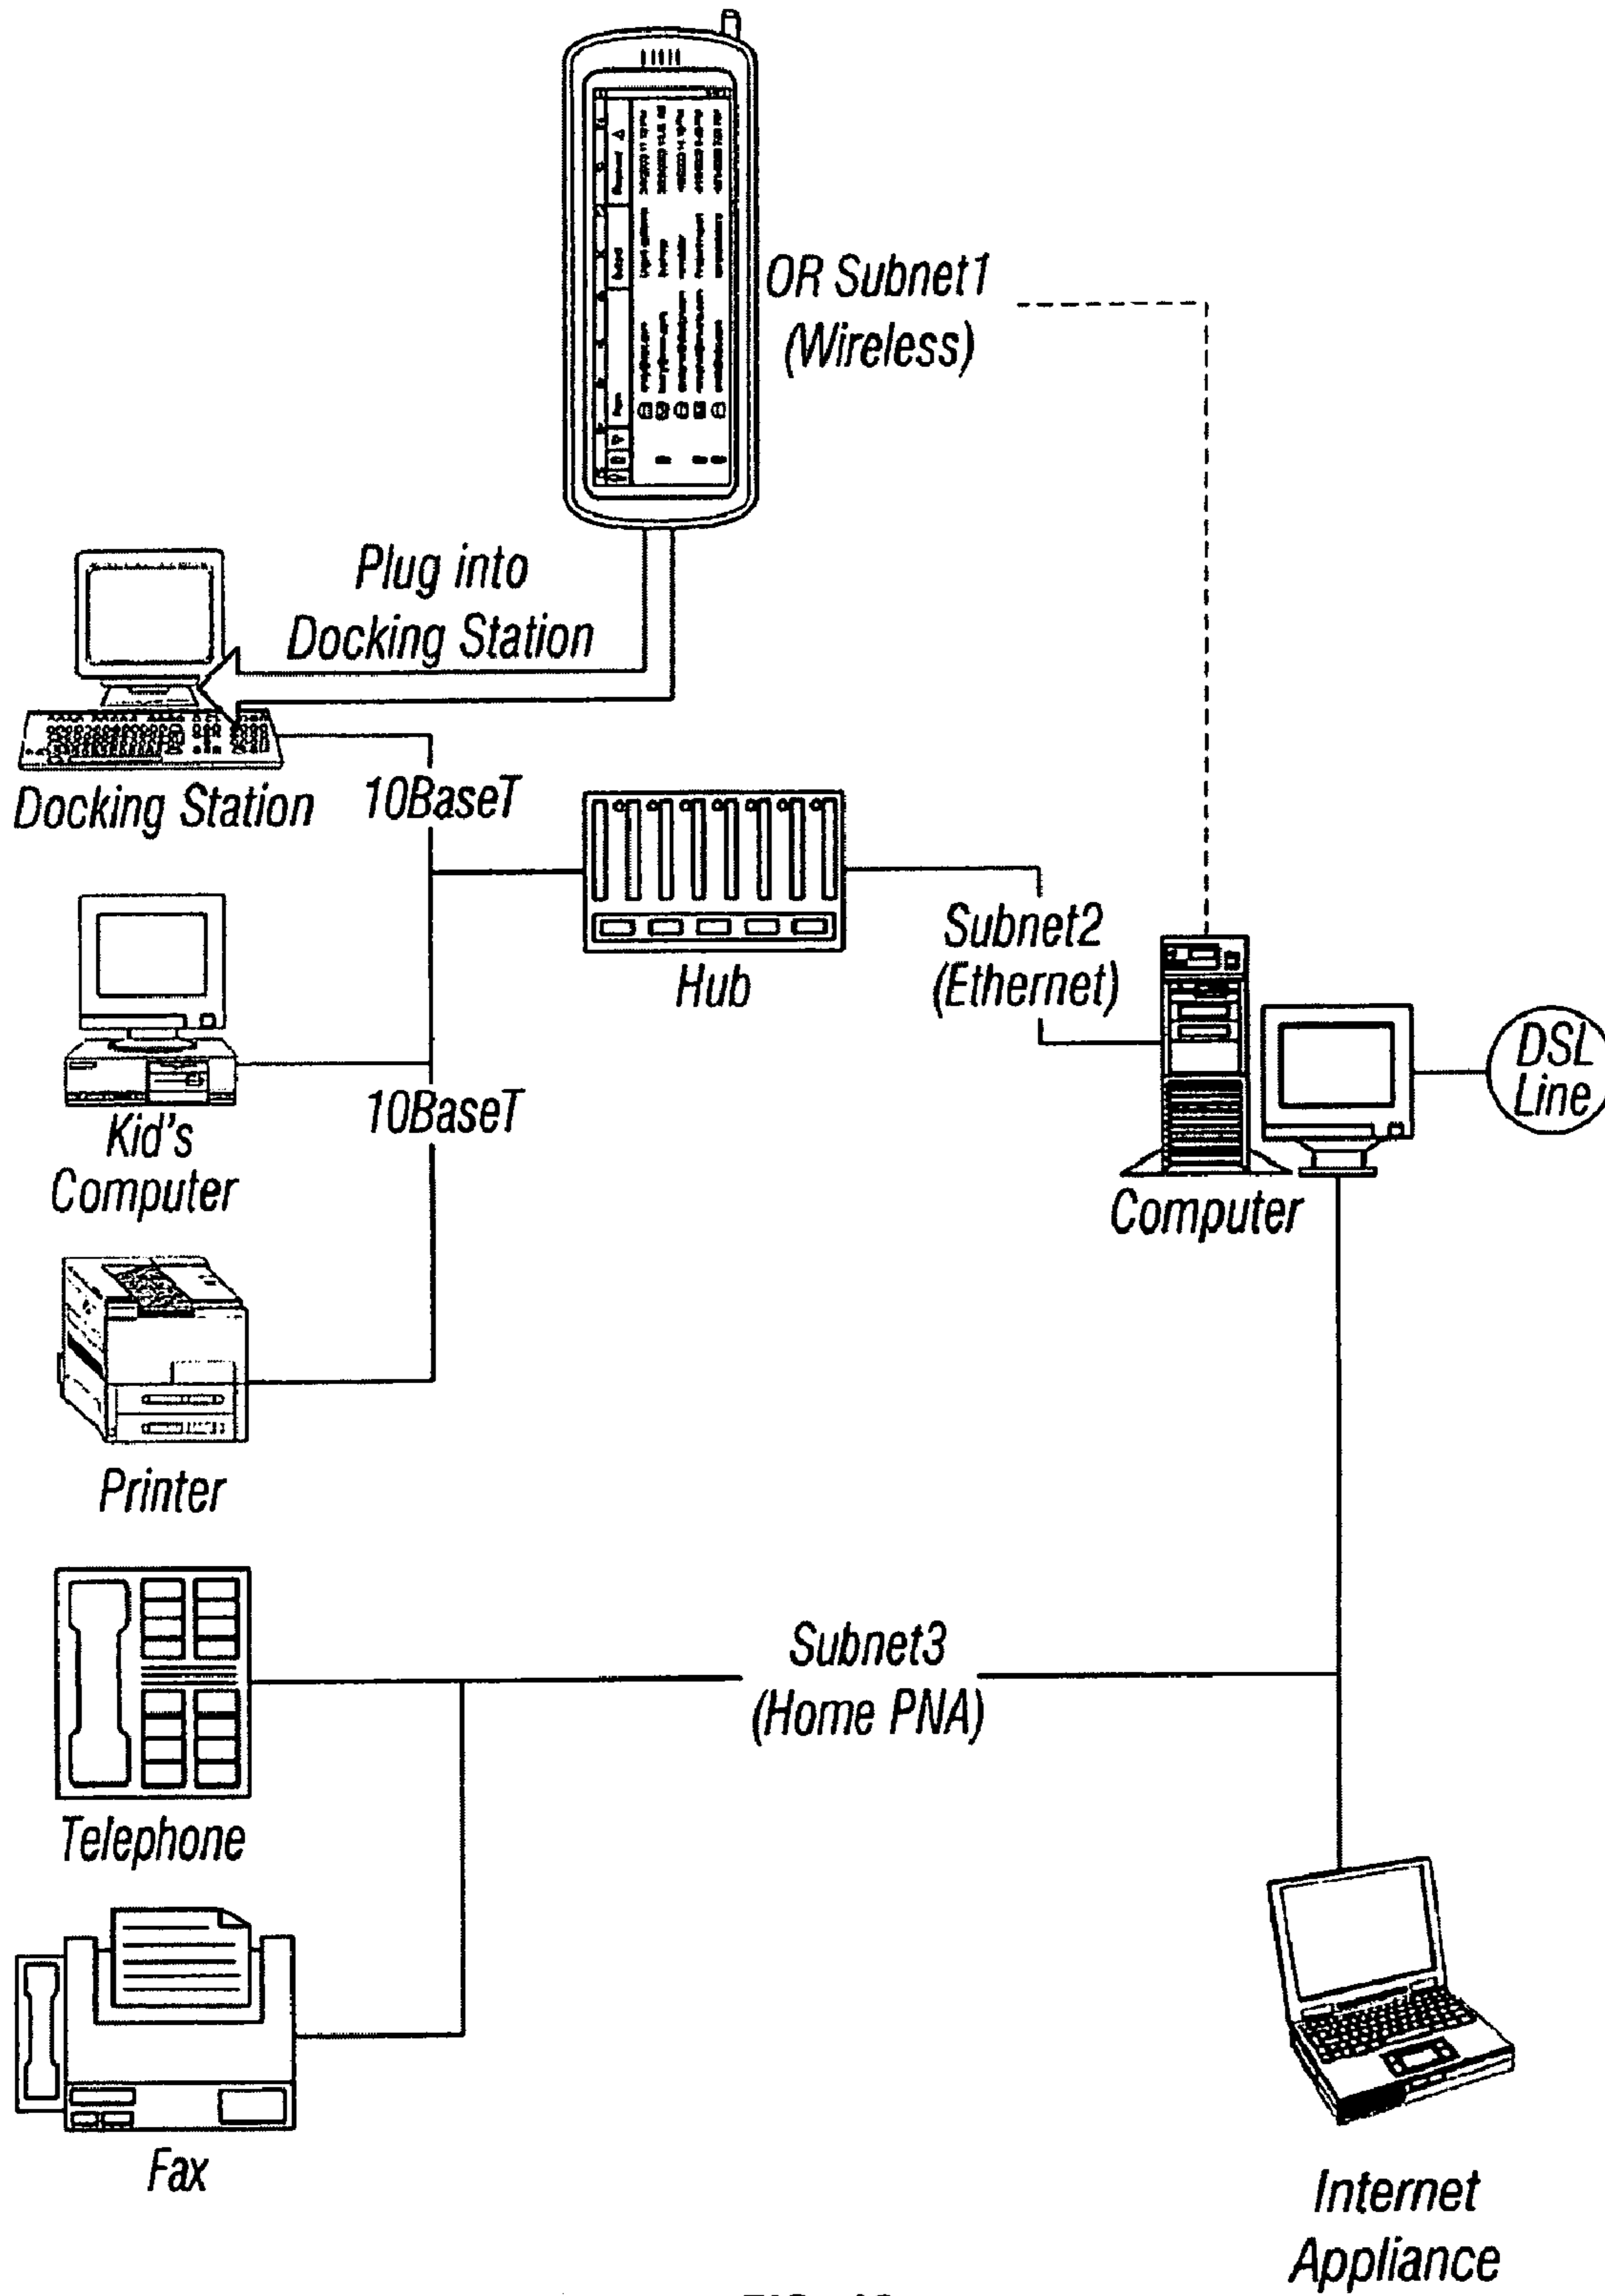 OR Subnet1
(Wireless)
Plug into
Docking Station
Docking Station
10BaseT
Hub
Subnet2
(Ethernet)
DSL
Line
Kid's
Computer
10BaseT
Computer
Printer
Subnet3
(Home PNA)
Telephone
Fax
Internet
Appliance